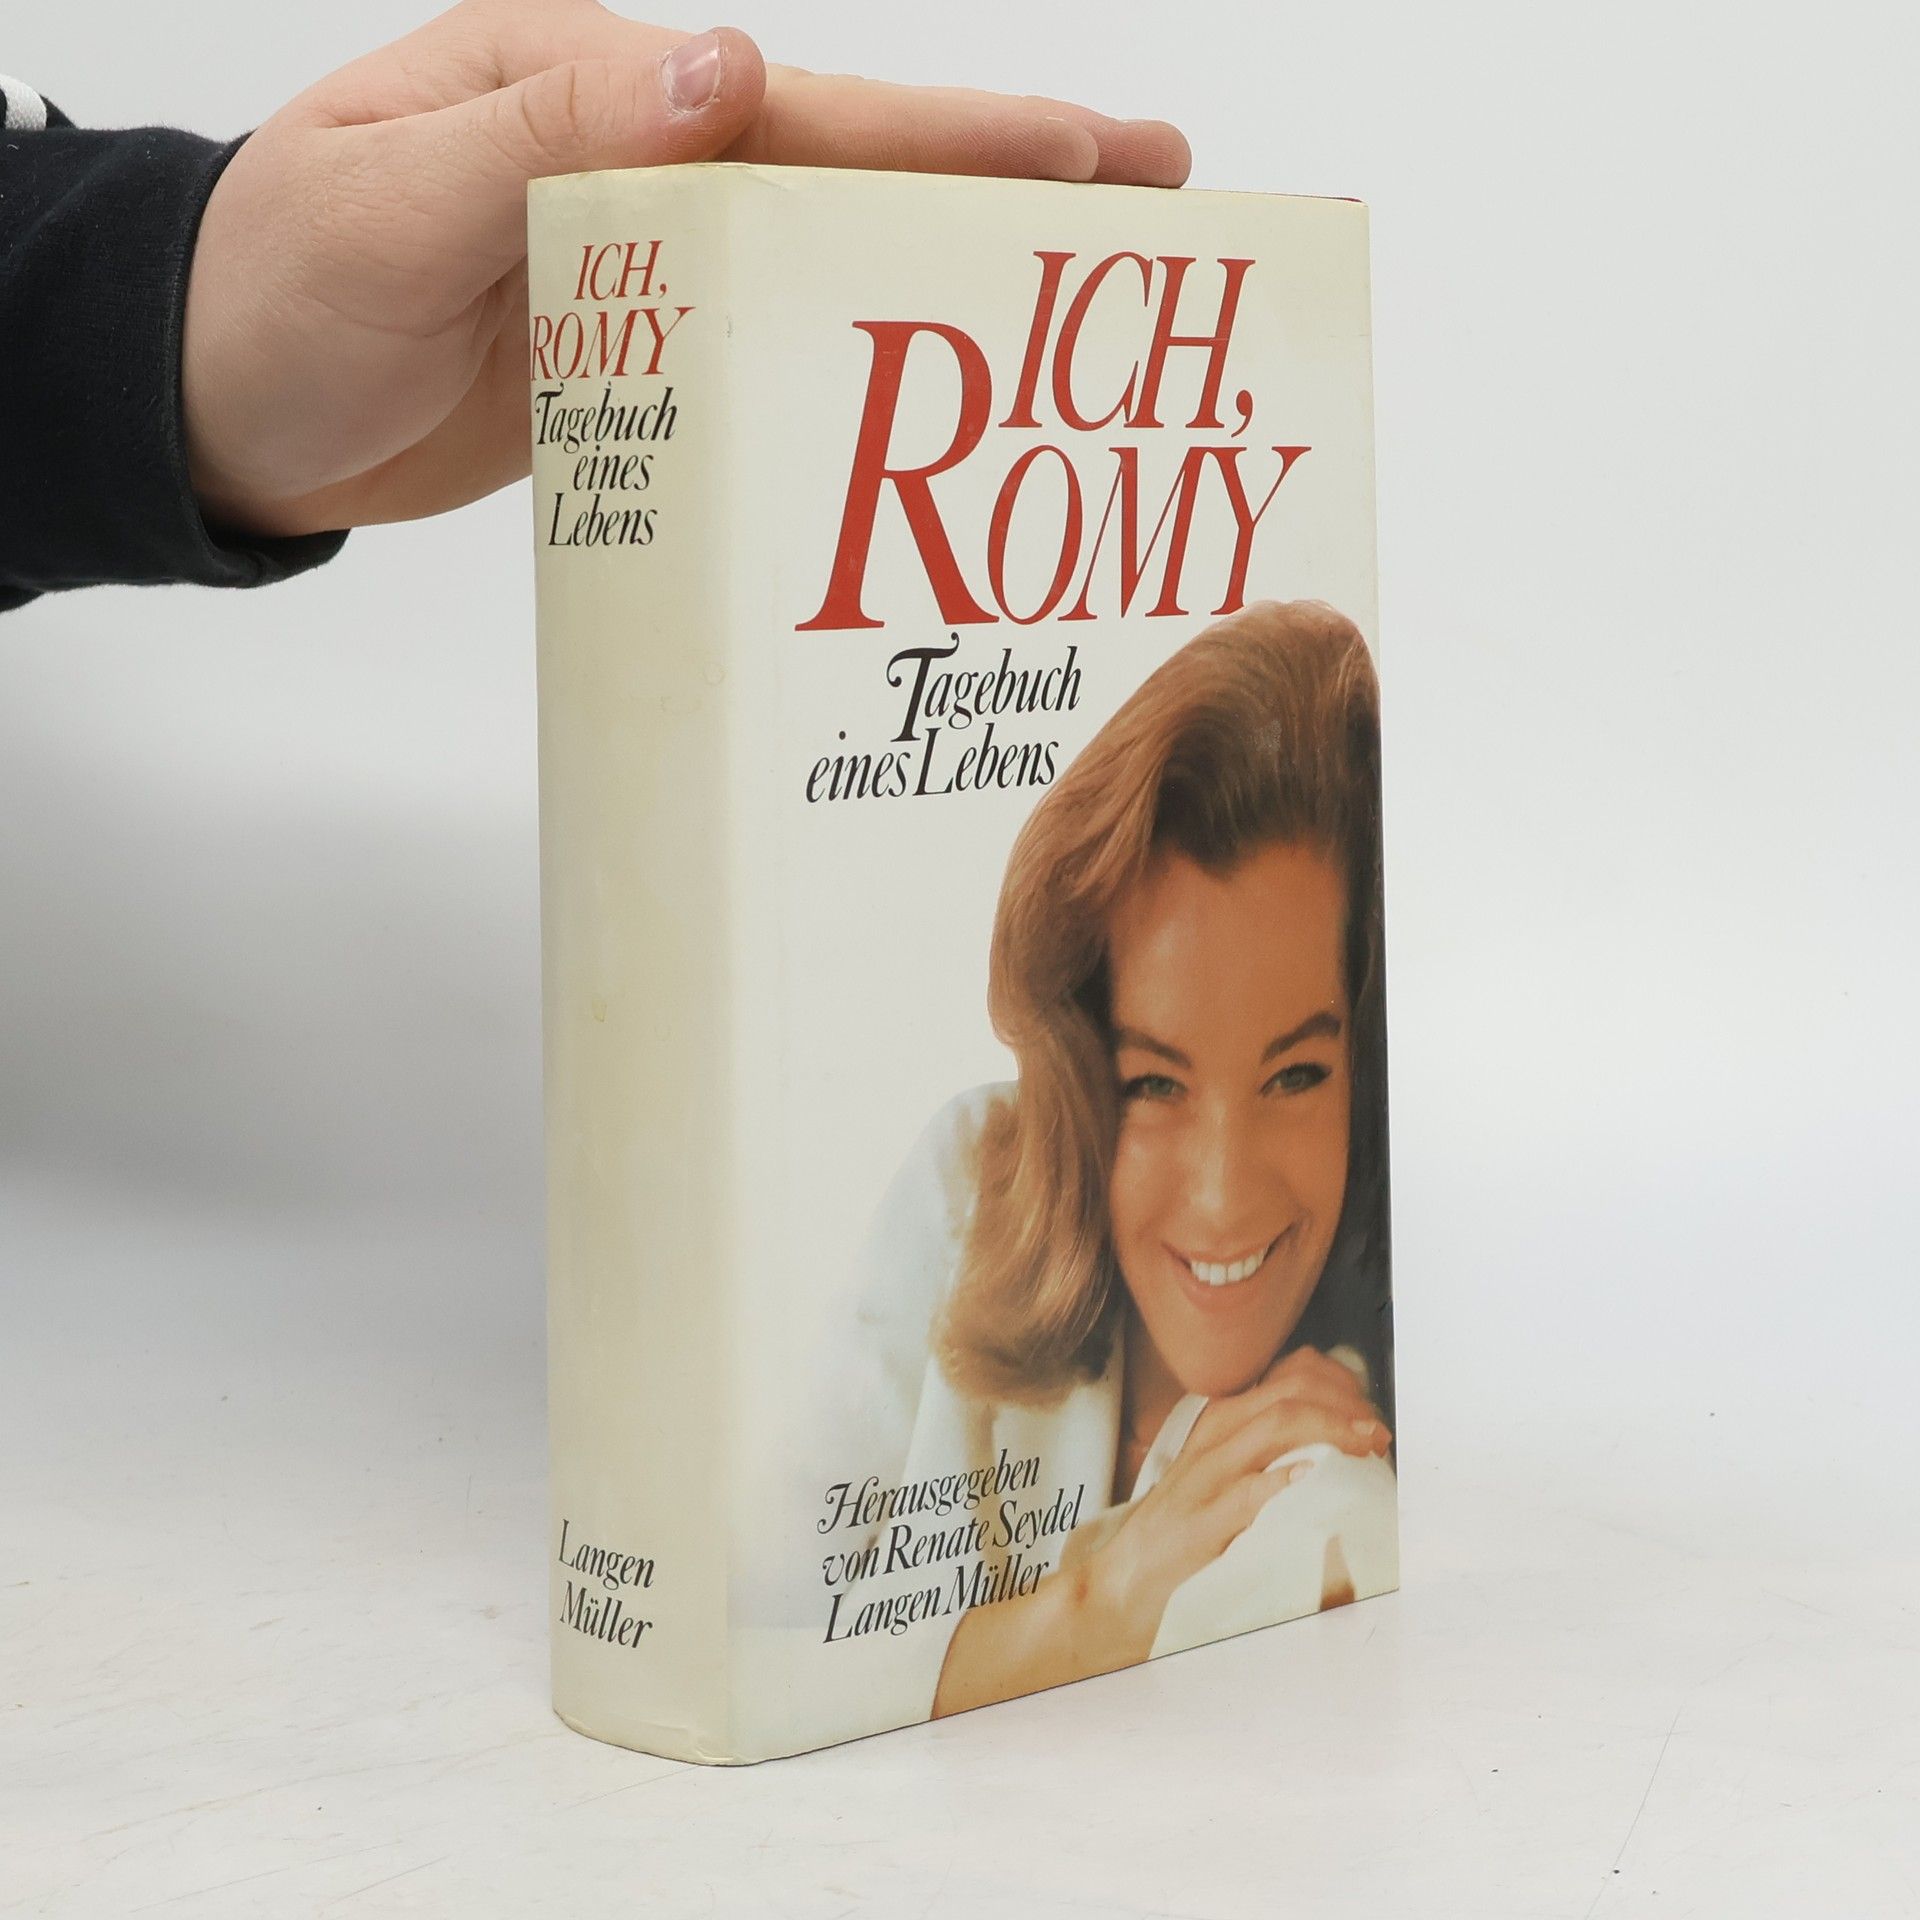 ICH,
ROMY
Tagebuch
eines
Lebens
Langen
Müller
ICH,
ROMY
Tagebuch
eines Lebens
Herausgegeben
von Renate Seydel
Langen Müller